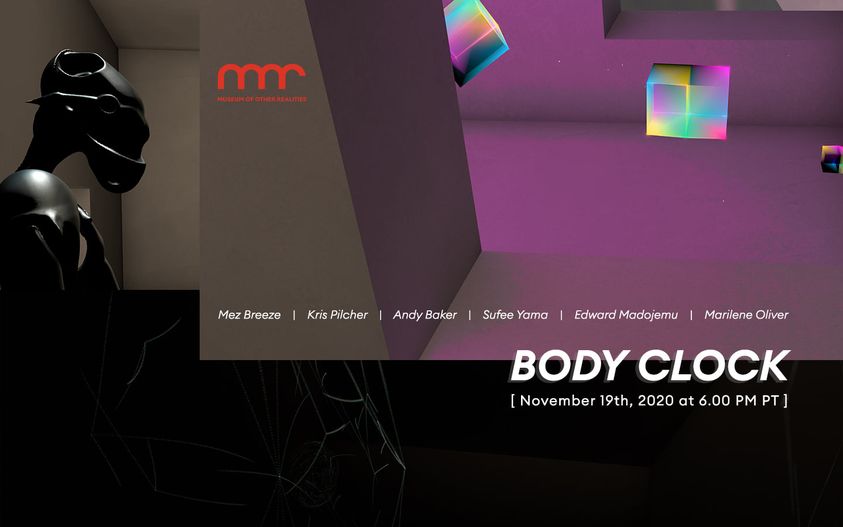 mor
MUSEUM OF OTHER REALITIES
Mez Breeze | Kris Pilcher | Andy Baker | Sufee Yama | Edward Madojemu | Marilene Oliver
BODY CLOCK
[ November 19th, 2020 at 6.00 PM PT ]